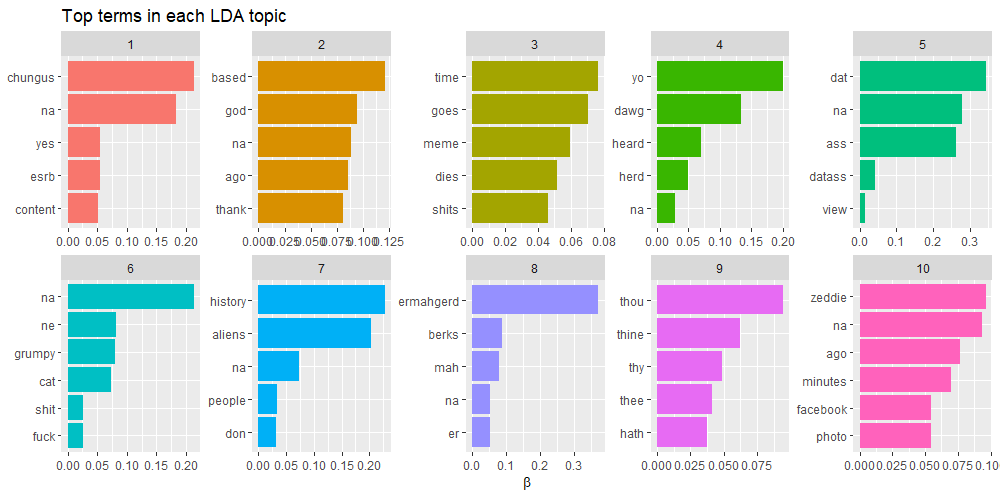 Top terms in each LDA topic
1 2 3 4 5
chungus based time yo dat
na god goes dawg na
yes na meme heard ass
esrb ago dies herd datass
content thank shits na view
0.00 0.05 0.10 0.15 0.20 0.000 0.025 0.050 0.075 0.100 0.125 0.00 0.02 0.04 0.06 0.08 0.00 0.05 0.10 0.15 0.20 0.0 0.1 0.2 0.3
6 7 8 9 10
na history ermahgerd thou zeddie
ne aliens berks thine na
grumpy na mah thy ago
cat people na thee minutes
shit don er hath facebook
fuck photo
0.00 0.05 0.10 0.15 0.20 0.00 0.05 0.10 0.15 0.20 0.0 0.1 0.2 0.3 0.000 0.025 0.050 0.075 0.000 0.025 0.050 0.075 0.10
β